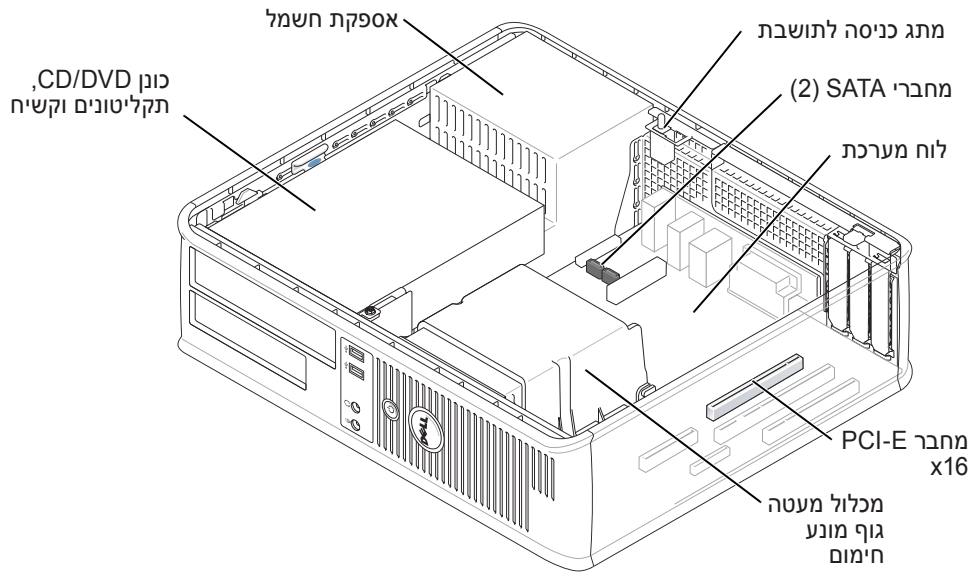 אספקת חשמל
מתג כניסה לתושבת
כונן CD/DVD,
תקליטונים וקשיח
מחברי SATA (2)
לוח מערכת
DELL
מחבר PCI-E
x16
מכלול מעטה
גוף מונע
חימום